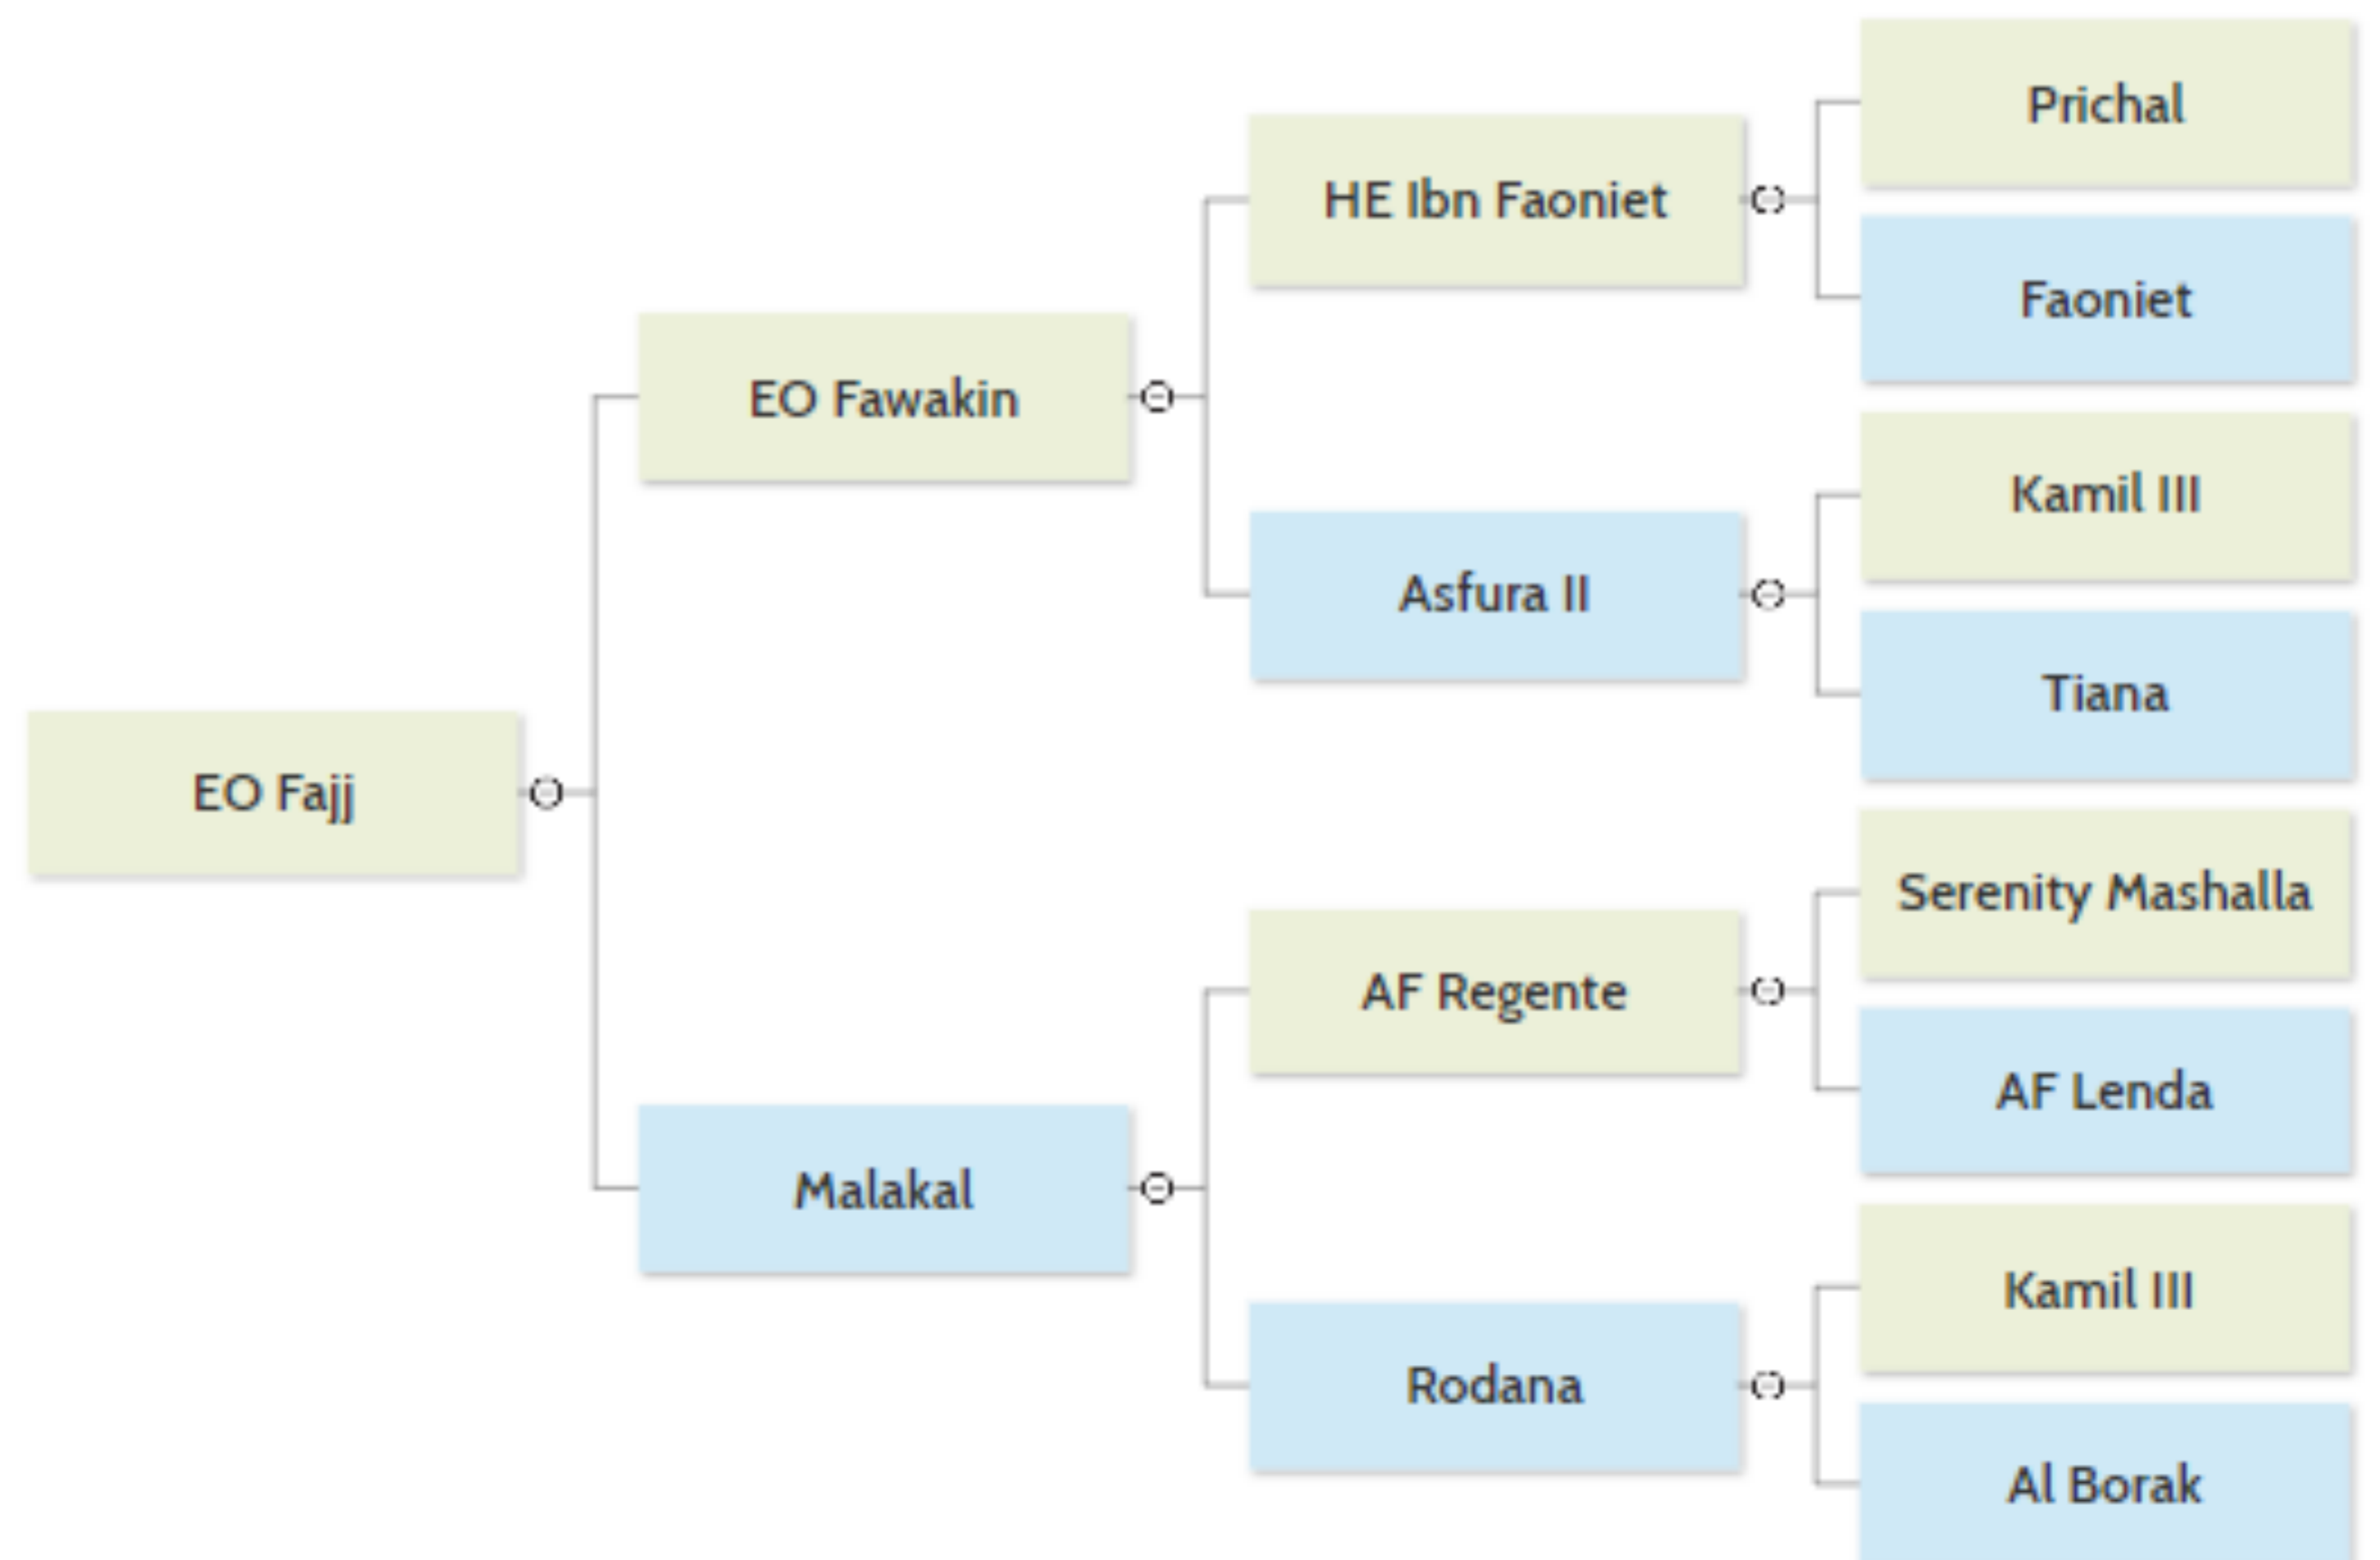 Prichal
HE Ibn Faoniet
Faoniet
EO Fawakin
Kamil III
Asfura II
Tiana
EO Fajj
Serenity Mashalla
AF Regente
AF Lenda
Malakal
Kamil III
Rodana
Al Borak